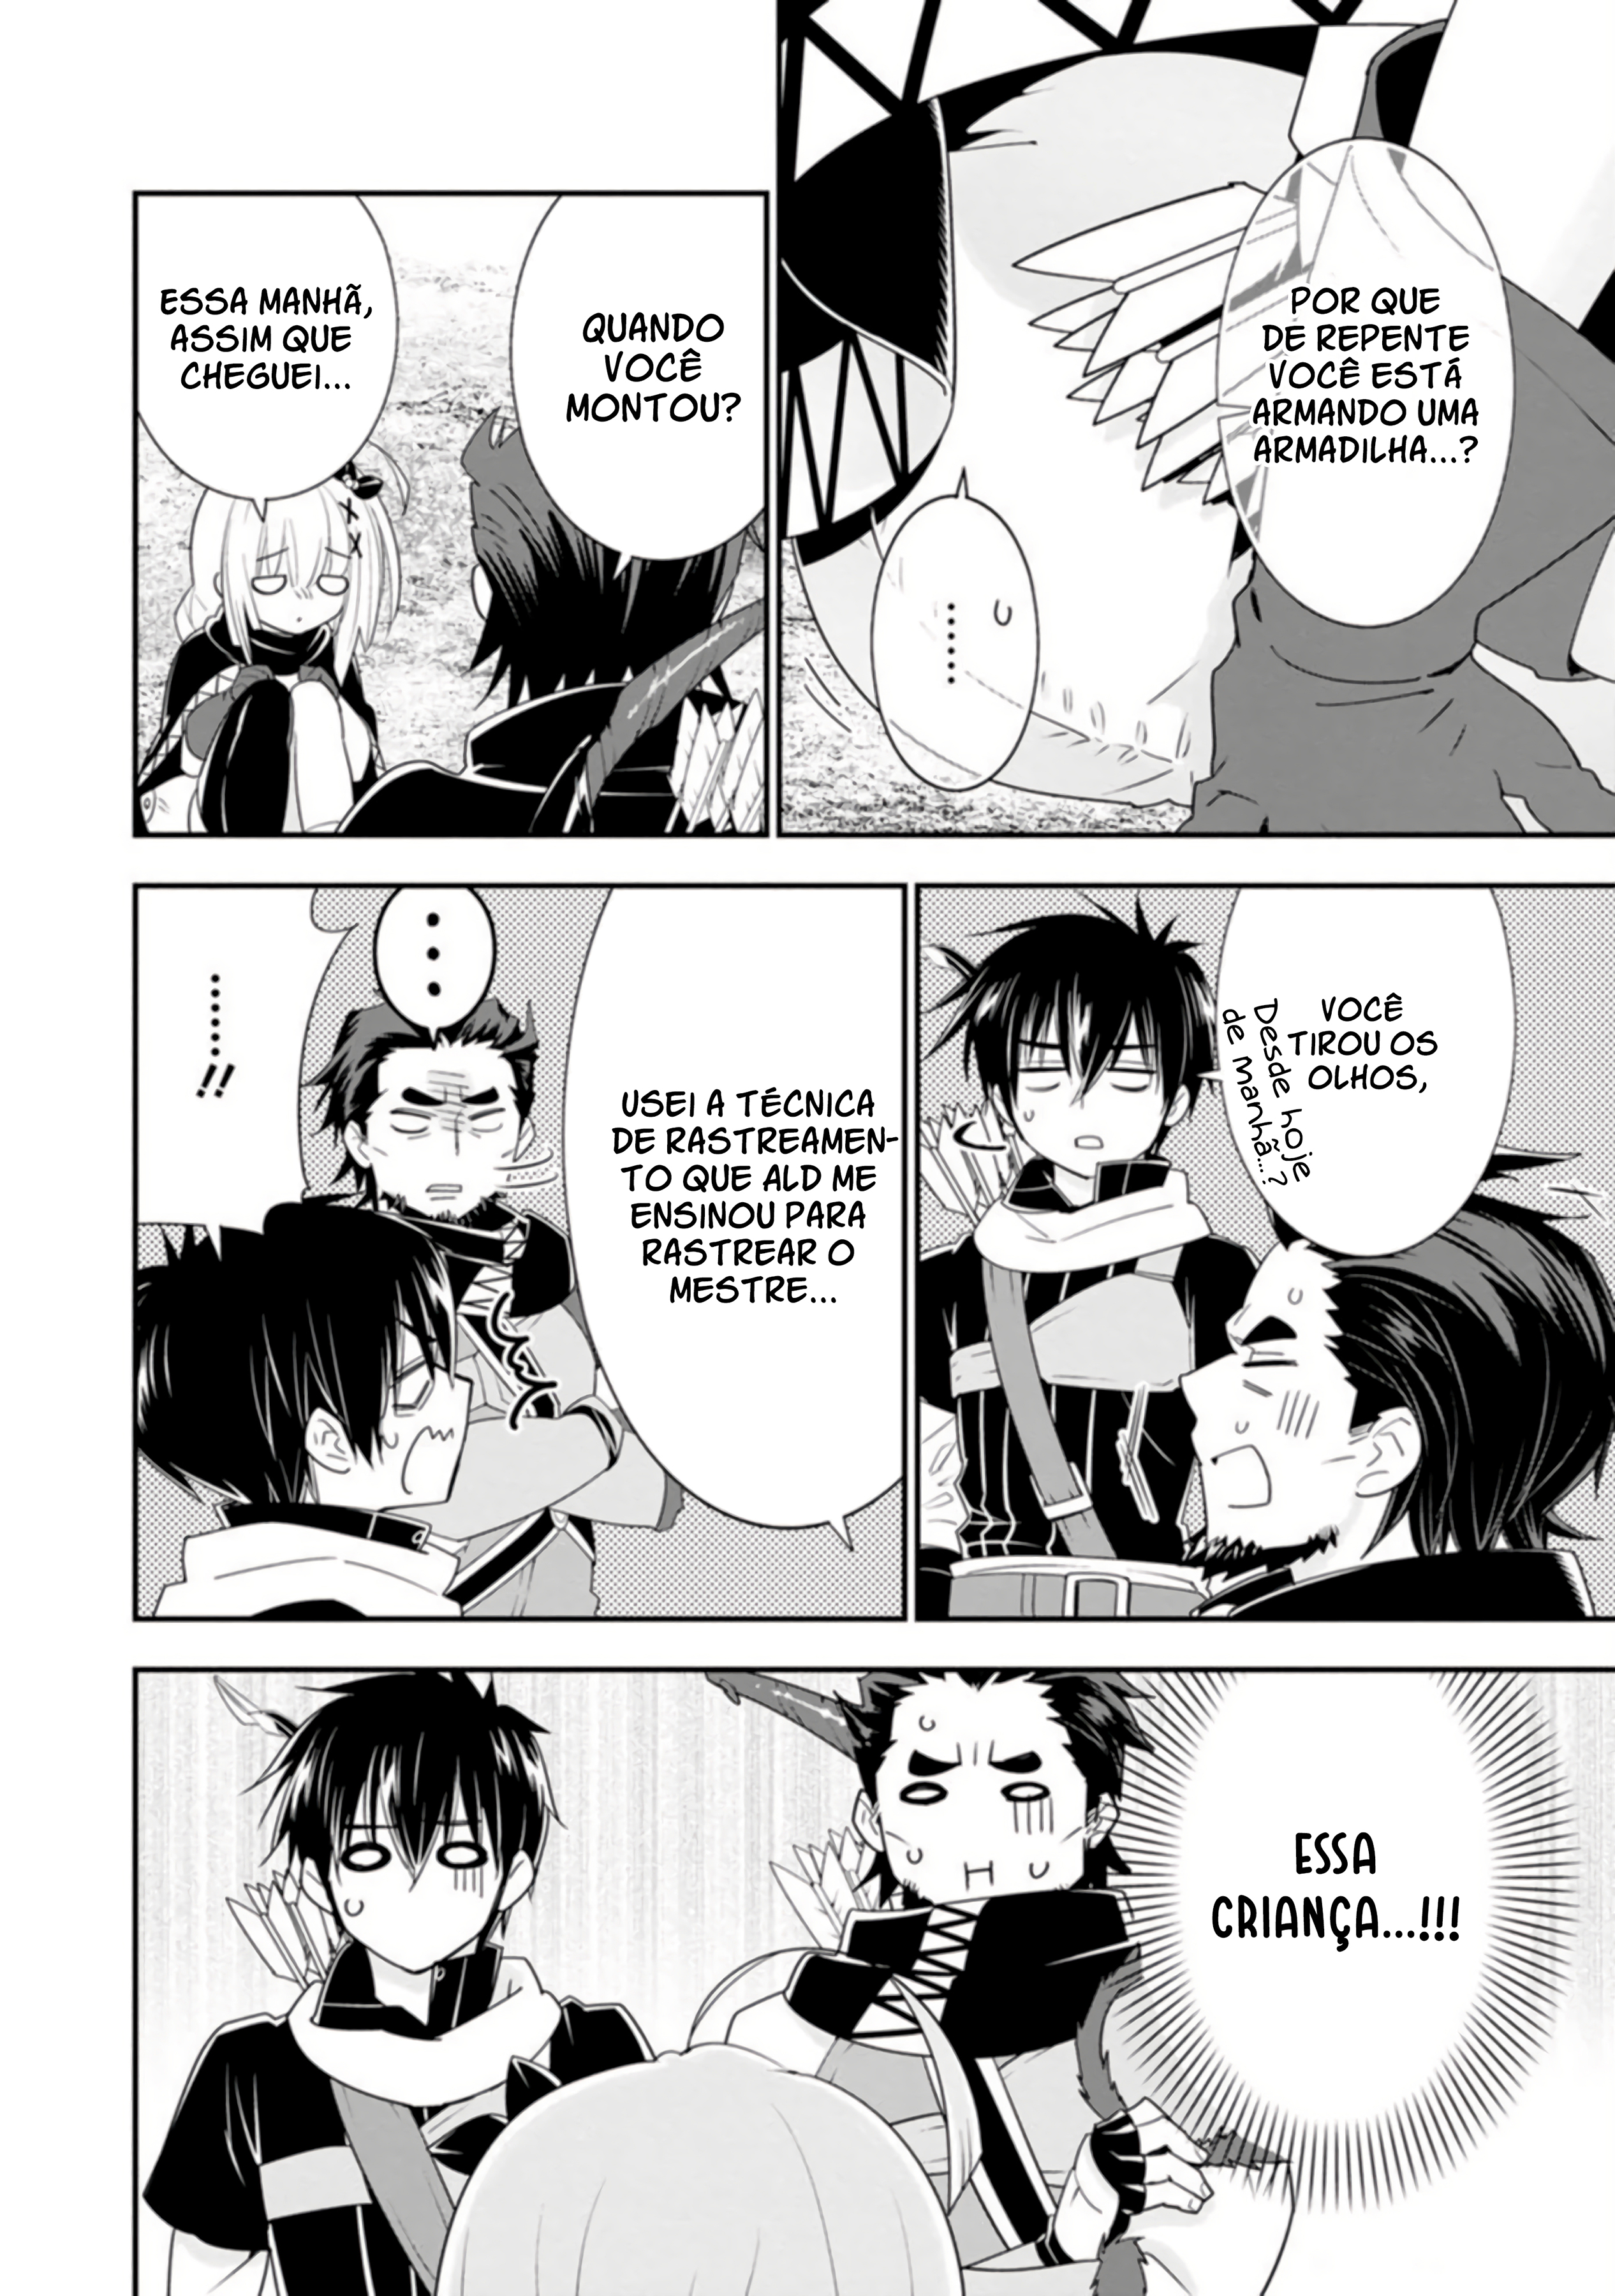 POR QUE
DE REPENTE
VOCÊ ESTÁ
ARMANDO UMA
ARMADILHA...?
......
QUANDO
VOCÊ
MONTOU?
ESSA MANHÃ,
ASSIM QUE
CHEGUEI...
VOCÊ
TIROU OS
OLHOS,
Desde hoje
de manhã...?
USEI A TÉCNICA
DE RASTREAMEN-
TO QUE ALD ME
ENSINOU PARA
RASTREAR O
MESTRE...
...
......!!
ESSA
CRIANÇA...!!!